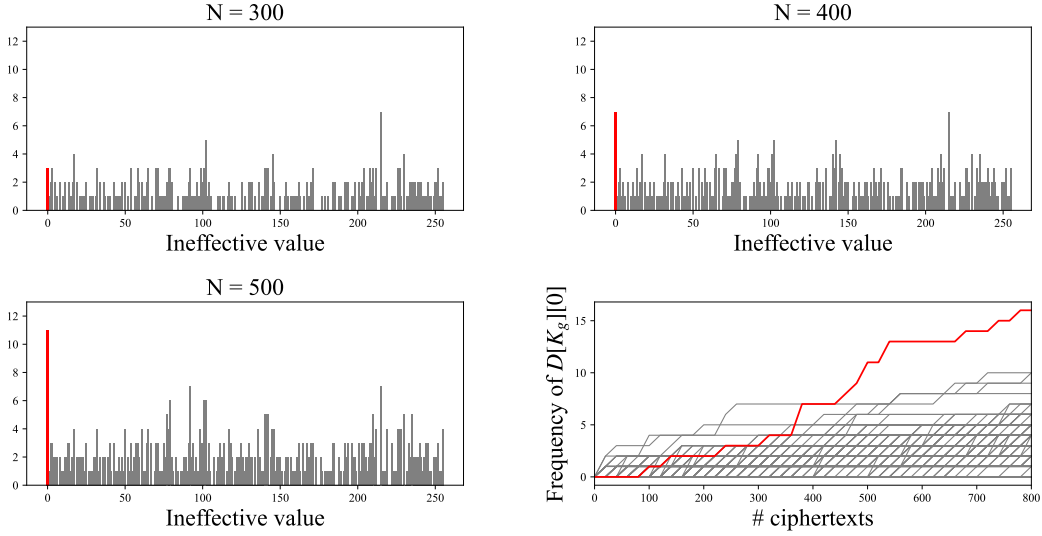 N = 300
12
10
8
6
4
2
0
0 50 100 150 200 250
Ineffective value
N = 400
12
10
8
6
4
2
0
0 50 100 150 200 250
Ineffective value
N = 500
12
10
8
6
4
2
0
0 50 100 150 200 250
Ineffective value
Frequency of D[K_g][0]
15
10
5
0
0 100 200 300 400 500 600 700 800
# ciphertexts